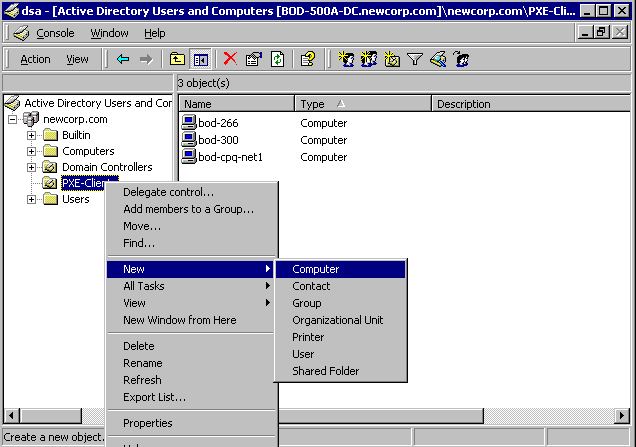 dsa - [Active Directory Users and Computers [BOD-500A-DC.newcorp.com]\newcorp.com\PXE-Cli...
Console Window Help
Action View
3 object(s)
Active Directory Users and Cor
newcorp.com
Builtin
Computers
Domain Controllers
PXE-Client
Users
Name Type Description
bod-266 Computer
bod-300 Computer
bod-cpq-net1 Computer
Delegate control...
Add members to a Group...
Move...
Find...
New
All Tasks
View
New Window from Here
Delete
Rename
Refresh
Export List...
Properties
Computer
Contact
Group
Organizational Unit
Printer
User
Shared Folder
Create a new object.